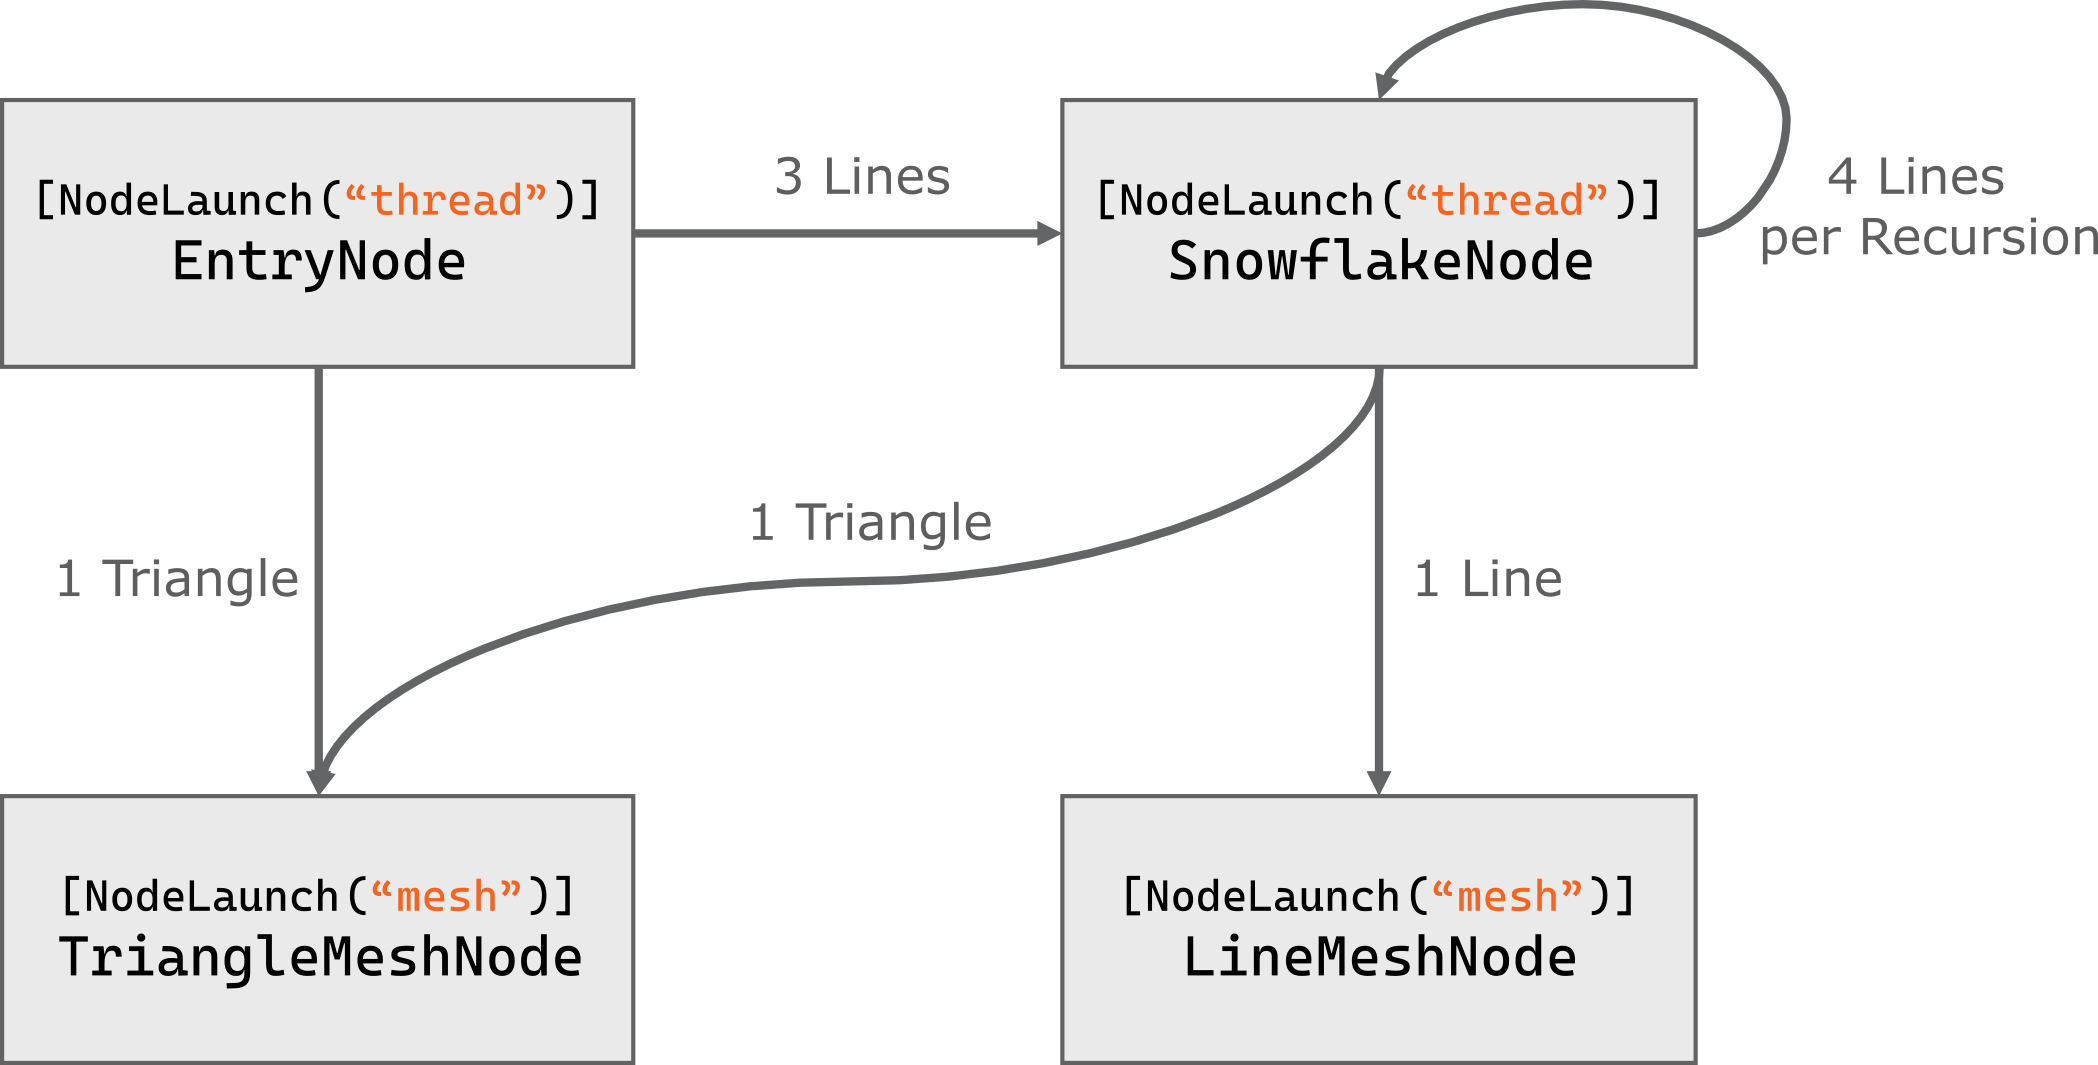 [NodeLaunch(“thread”)]
EntryNode
3 Lines
[NodeLaunch(“thread”)]
SnowflakeNode
4 Lines
per Recursion
1 Triangle
1 Triangle
1 Line
[NodeLaunch(“mesh”)]
TriangleMeshNode
[NodeLaunch(“mesh”)]
LineMeshNode